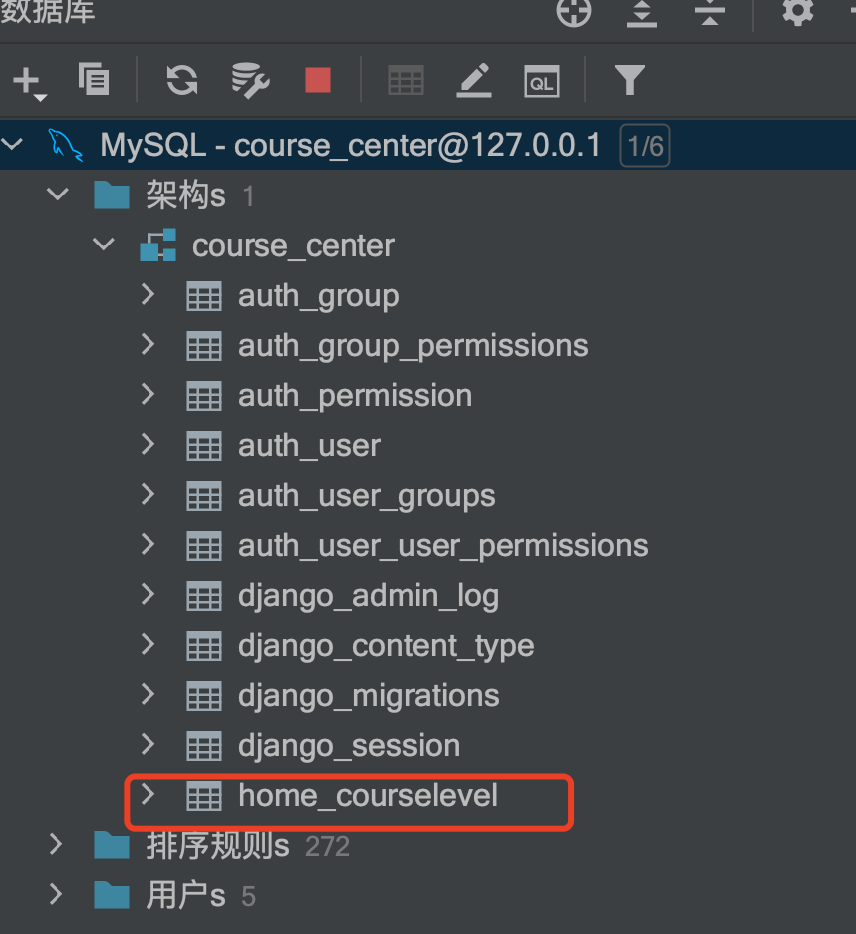 数据库
QL
MySQL - course_center@127.0.0.1 1/6
架构s 1
course_center
auth_group
auth_group_permissions
auth_permission
auth_user
auth_user_groups
auth_user_user_permissions
django_admin_log
django_content_type
django_migrations
django_session
home_courselevel
排序规则s 272
用户s 5